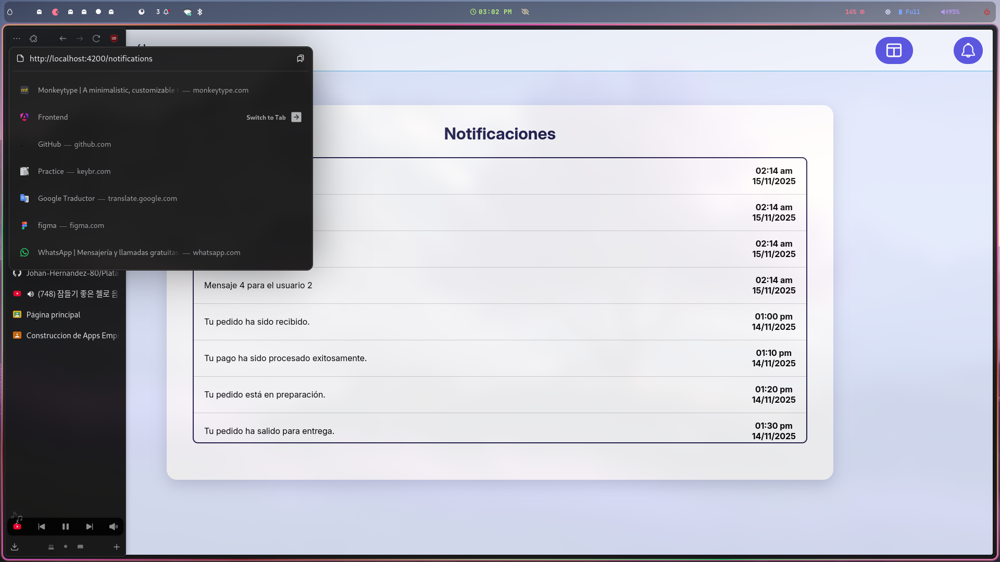 3
03:02 PM
14%
Full
95%
http://localhost:4200/notifications
Monkeytype | A minimalistic, customizable — monkeytype.com
Frontend
Switch to Tab
GitHub — github.com
Practice — keybr.com
Google Traductor — translate.google.com
figma — figma.com
WhatsApp | Mensajería y llamadas gratuitas — whatsapp.com
Johan-Hernandez-80/Plata
(748) 잠들기 좋은 첼로 음
Página principal
Construccion de Apps Emp
Notificaciones
02:14 am
15/11/2025
02:14 am
15/11/2025
02:14 am
15/11/2025
Mensaje 4 para el usuario 2
02:14 am
15/11/2025
Tu pedido ha sido recibido.
01:00 pm
14/11/2025
Tu pago ha sido procesado exitosamente.
01:10 pm
14/11/2025
Tu pedido está en preparación.
01:20 pm
14/11/2025
Tu pedido ha salido para entrega.
01:30 pm
14/11/2025